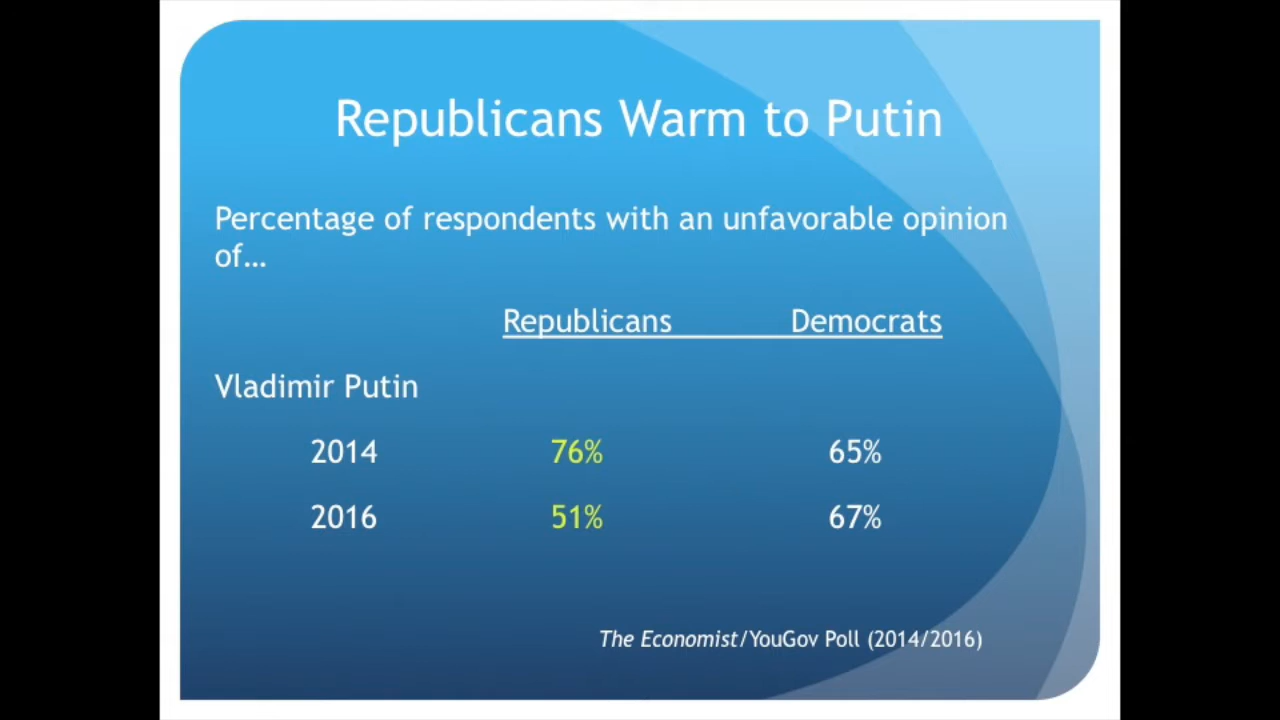 Republicans Warm to Putin
Percentage of respondents with an unfavorable opinion
of…
Republicans Democrats
Vladimir Putin
2014 76% 65%
2016 51% 67%
The Economist/YouGov Poll (2014/2016)